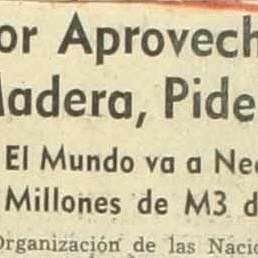 or Aprovech
Madera, Pide
El Mundo va a Nec
Millones de M3 d
Organización de las Nacio